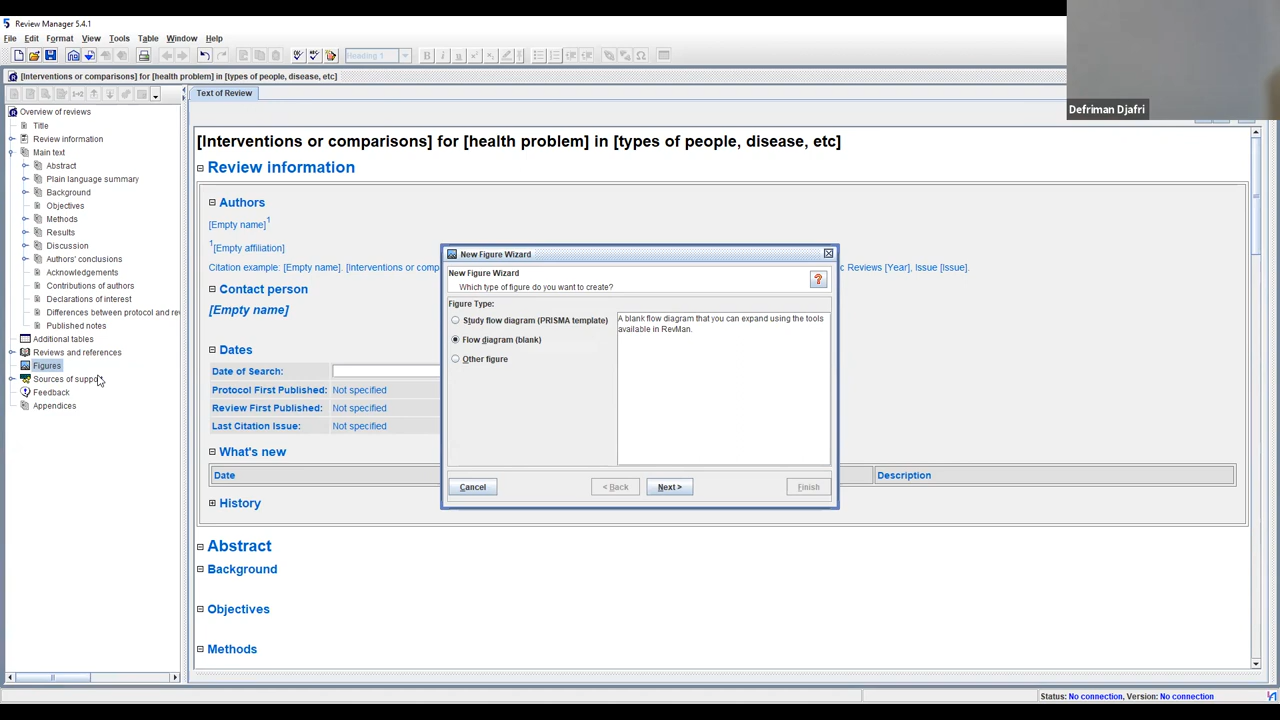 Review Manager 5.4.1
File Edit Format View Tools Table Window Help
Heading 1
[Interventions or comparisons] for [health problem] in [types of people, disease, etc]
Defriman Djafri
Overview of reviews
Title
Review information
Main text
Abstract
Plain language summary
Background
Objectives
Methods
Results
Discussion
Authors' conclusions
Acknowledgements
Contributions of authors
Declarations of interest
Differences between protocol and rev
Published notes
Additional tables
Reviews and references
Figures
Sources of support
Feedback
Appendices
Text of Review
[Interventions or comparisons] for [health problem] in [types of people, disease, etc]
Review information
Authors
[Empty name]1
1[Empty affiliation]
Citation example: [Empty name]. [Interventions or comp
c Reviews [Year], Issue [Issue].
Contact person
[Empty name]
Dates
Date of Search:
Protocol First Published: Not specified
Review First Published: Not specified
Last Citation Issue: Not specified
What's new
Date Description
History
Abstract
Background
Objectives
Methods
New Figure Wizard
New Figure Wizard
Which type of figure do you want to create?
Figure Type:
Study flow diagram (PRISMA template)
Flow diagram (blank)
Other figure
A blank flow diagram that you can expand using the tools
available in RevMan.
Cancel < Back Next > Finish
Status: No connection, Version: No connection